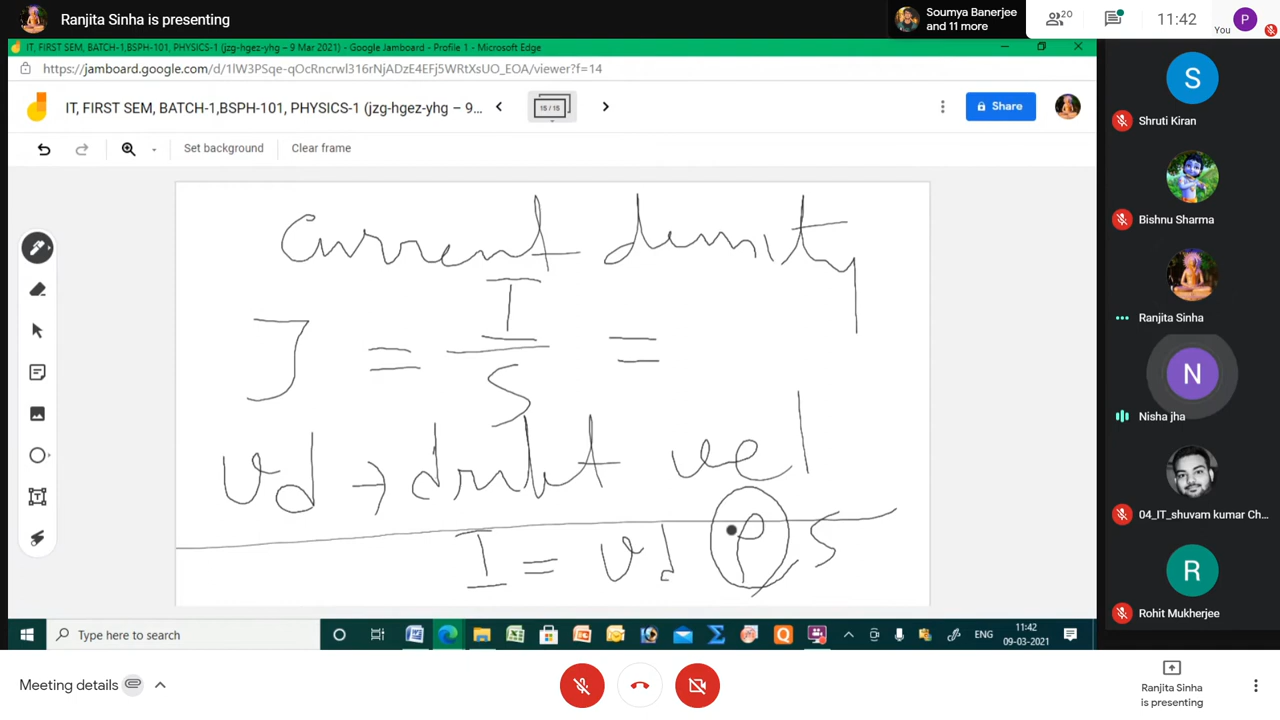 Ranjita Sinha is presenting
Soumya Banerjee
and 11 more
20
11:42
You
P
IT, FIRST SEM, BATCH-1,BSPH-101, PHYSICS-1 (jzg-hgez-yhg – 9 Mar 2021) - Google Jamboard - Profile 1 - Microsoft Edge
https://jamboard.google.com/d/1lW3PSqe-qOcRncrwl316rNjADzE4EFj5WRtXsUO_EOA/viewer?f=14
IT, FIRST SEM, BATCH-1,BSPH-101, PHYSICS-1 (jzg-hgez-yhg – 9...
15 / 15
Share
Set background
Clear frame
Current density
J = I/S =
vd → drift vel
I = vd ρ s
S
Shruti Kiran
Bishnu Sharma
Ranjita Sinha
N
Nisha jha
04_IT_shuvam kumar Ch...
R
Rohit Mukherjee
Type here to search
ENG
11:42
09-03-2021
Meeting details
Ranjita Sinha
is presenting